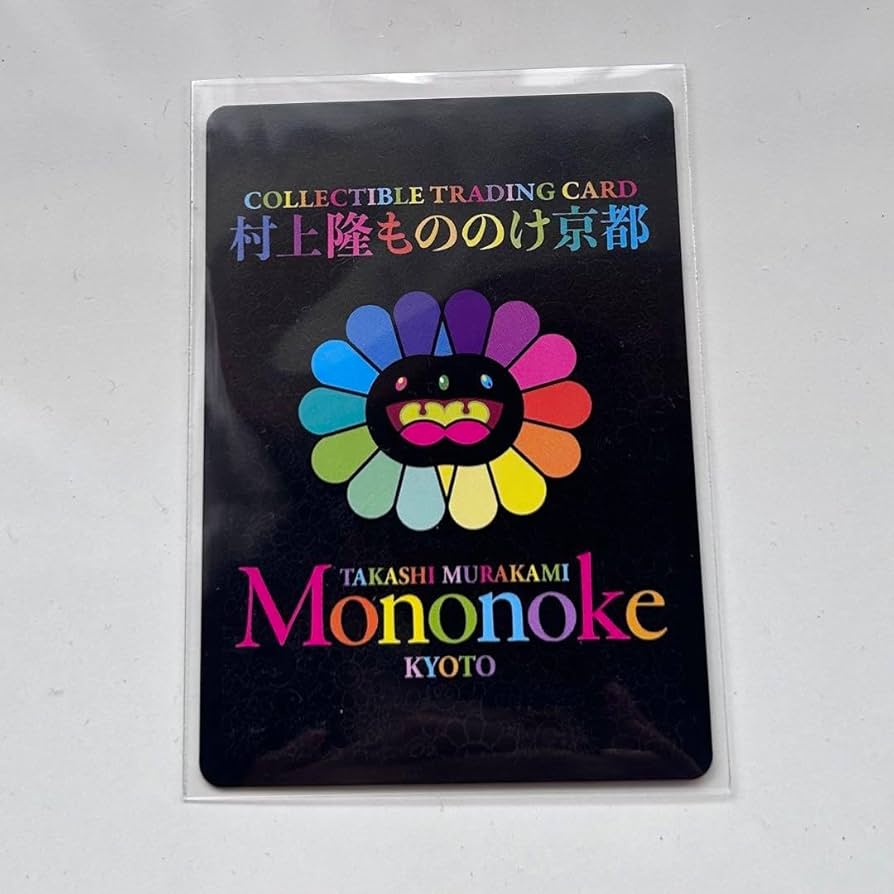 COLLECTIBLE TRADING CARD
村上隆もののけ京都
TAKASHI MURAKAMI
Mononoke
KYOTO